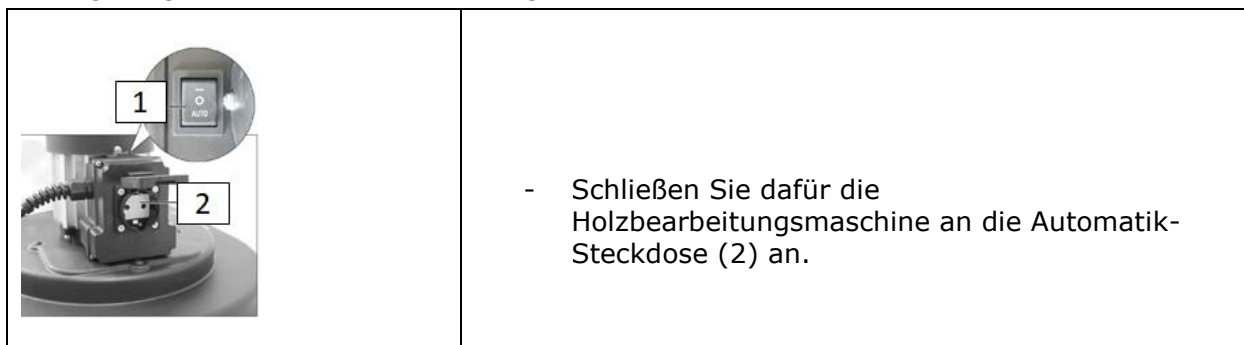 1
—
O
AUTO
2
- Schließen Sie dafür die
Holzbearbeitungsmaschine an die Automatik-
Steckdose (2) an.